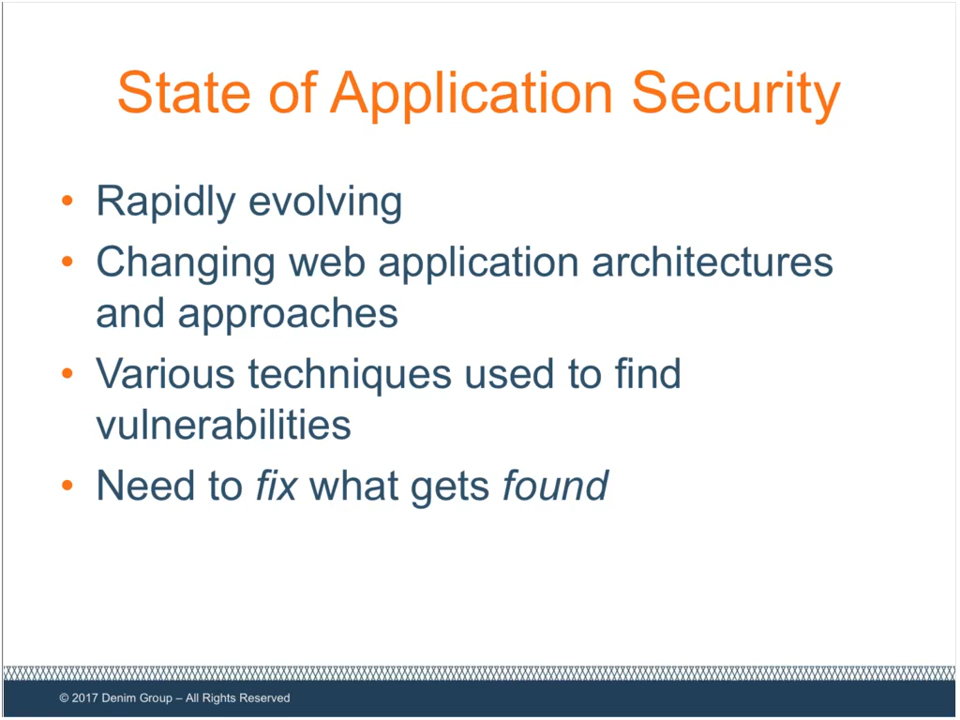 State of Application Security
• Rapidly evolving
• Changing web application architectures
and approaches
• Various techniques used to find
vulnerabilities
• Need to fix what gets found
© 2017 Denim Group – All Rights Reserved